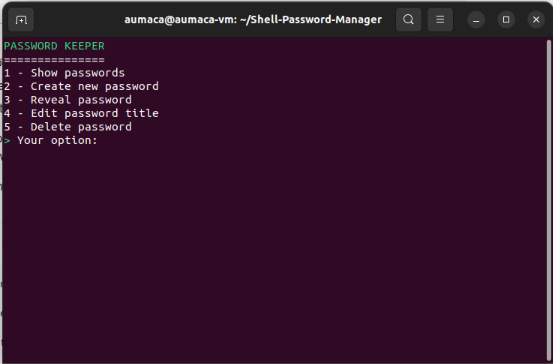 aumaca@aumaca-vm: ~/Shell-Password-Manager
PASSWORD KEEPER
===============
1 - Show passwords
2 - Create new password
3 - Reveal password
4 - Edit password title
5 - Delete password
> Your option: